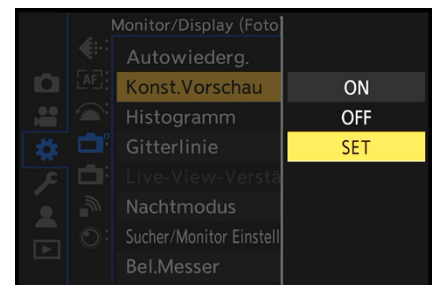 Monitor/Display (Foto)
Autowiederg.
AF
Konst.Vorschau
ON
Histogramm
OFF
Gitterlinie
SET
Live-View-Verstä
Nachtmodus
Sucher/Monitor Einstell
Bel.Messer